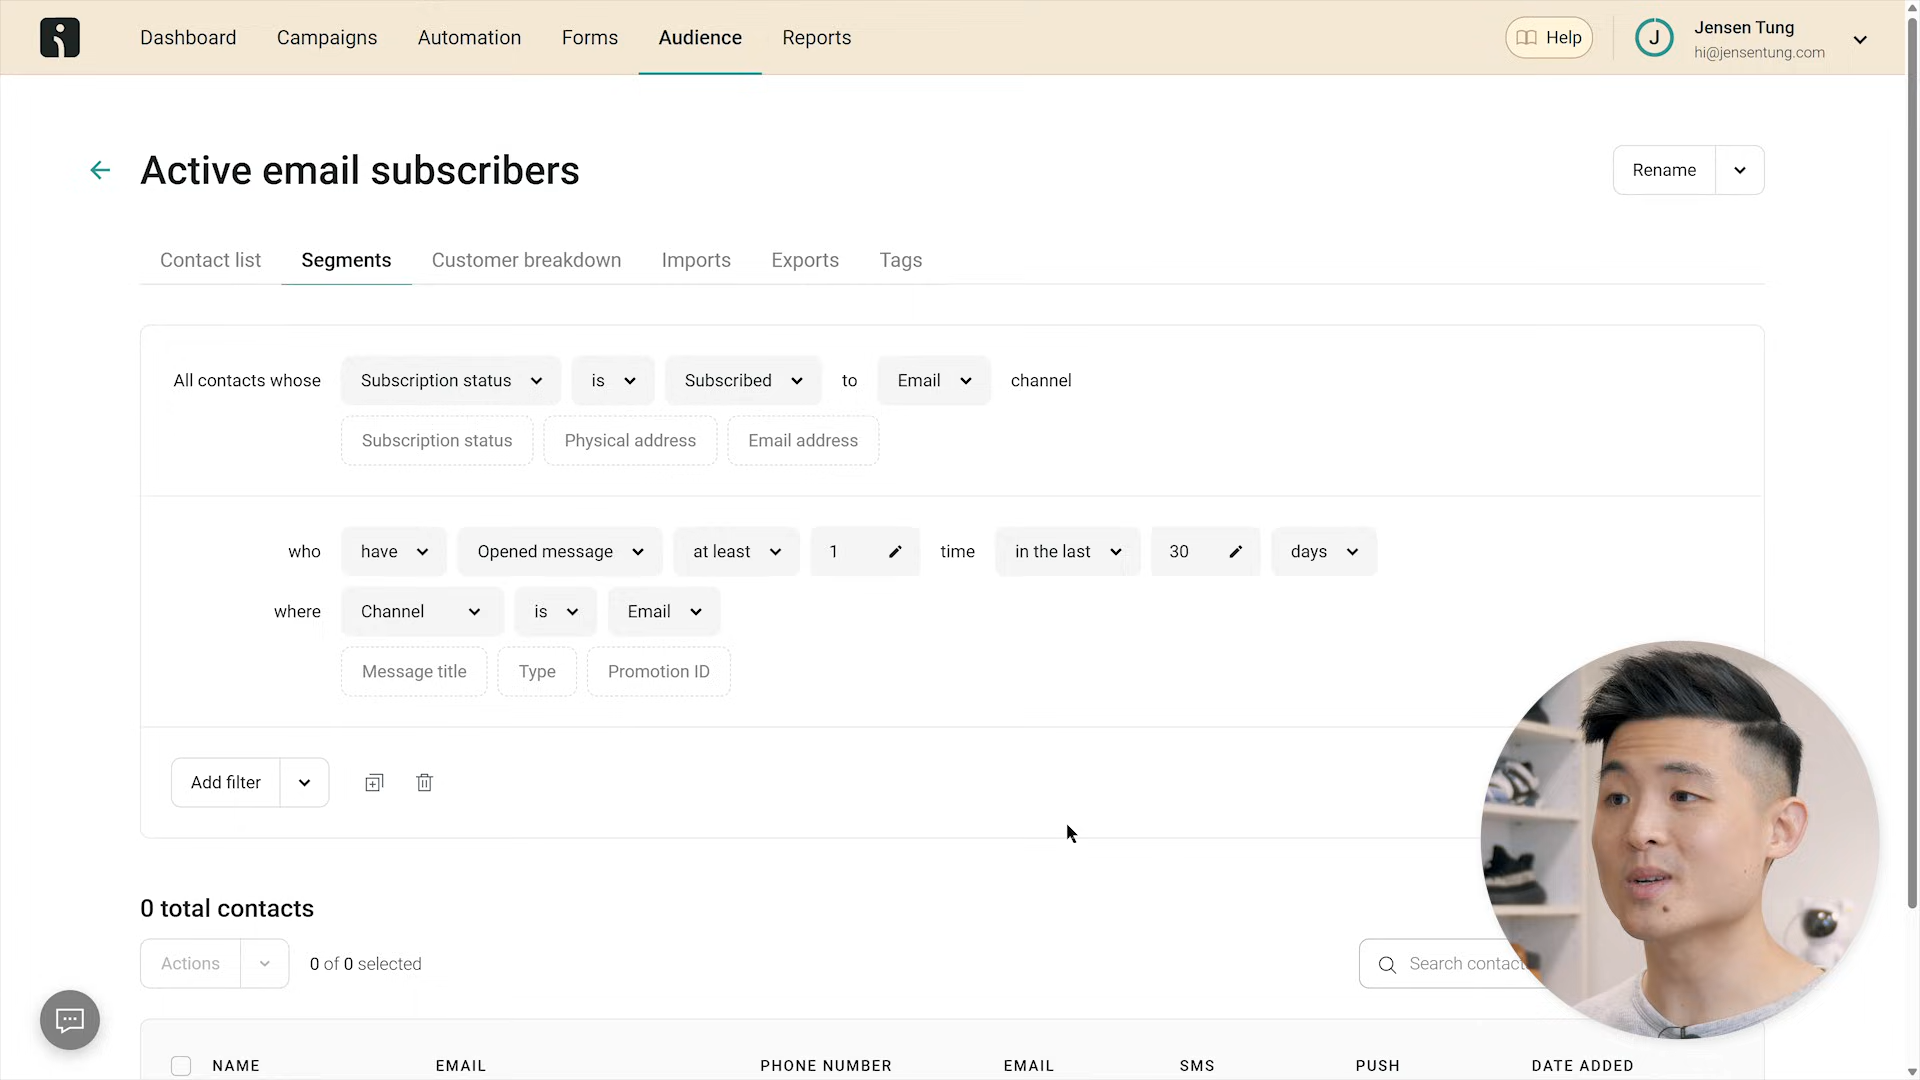 Dashboard Campaigns Automation Forms Audience Reports Help J Jensen Tung
hi@jensentung.com
Active email subscribers Rename
Contact list Segments Customer breakdown Imports Exports Tags
All contacts whose Subscription status is Subscribed to Email channel
Subscription status Physical address Email address
who have Opened message at least 1 time in the last 30 days
where Channel is Email
Message title Type Promotion ID
Add filter
0 total contacts
Actions 0 of 0 selected Search contact
NAME EMAIL PHONE NUMBER EMAIL SMS PUSH DATE ADDED